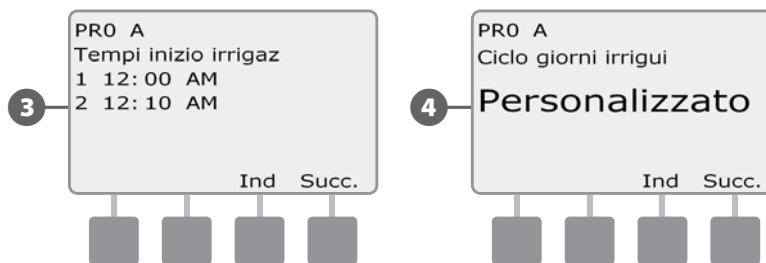 3
PRO A
Tempi inizio irrigaz
1 12:00 AM
2 12:10 AM
Ind Succ.
4
PRO A
Ciclo giorni irrigui
Personalizzato
Ind Succ.